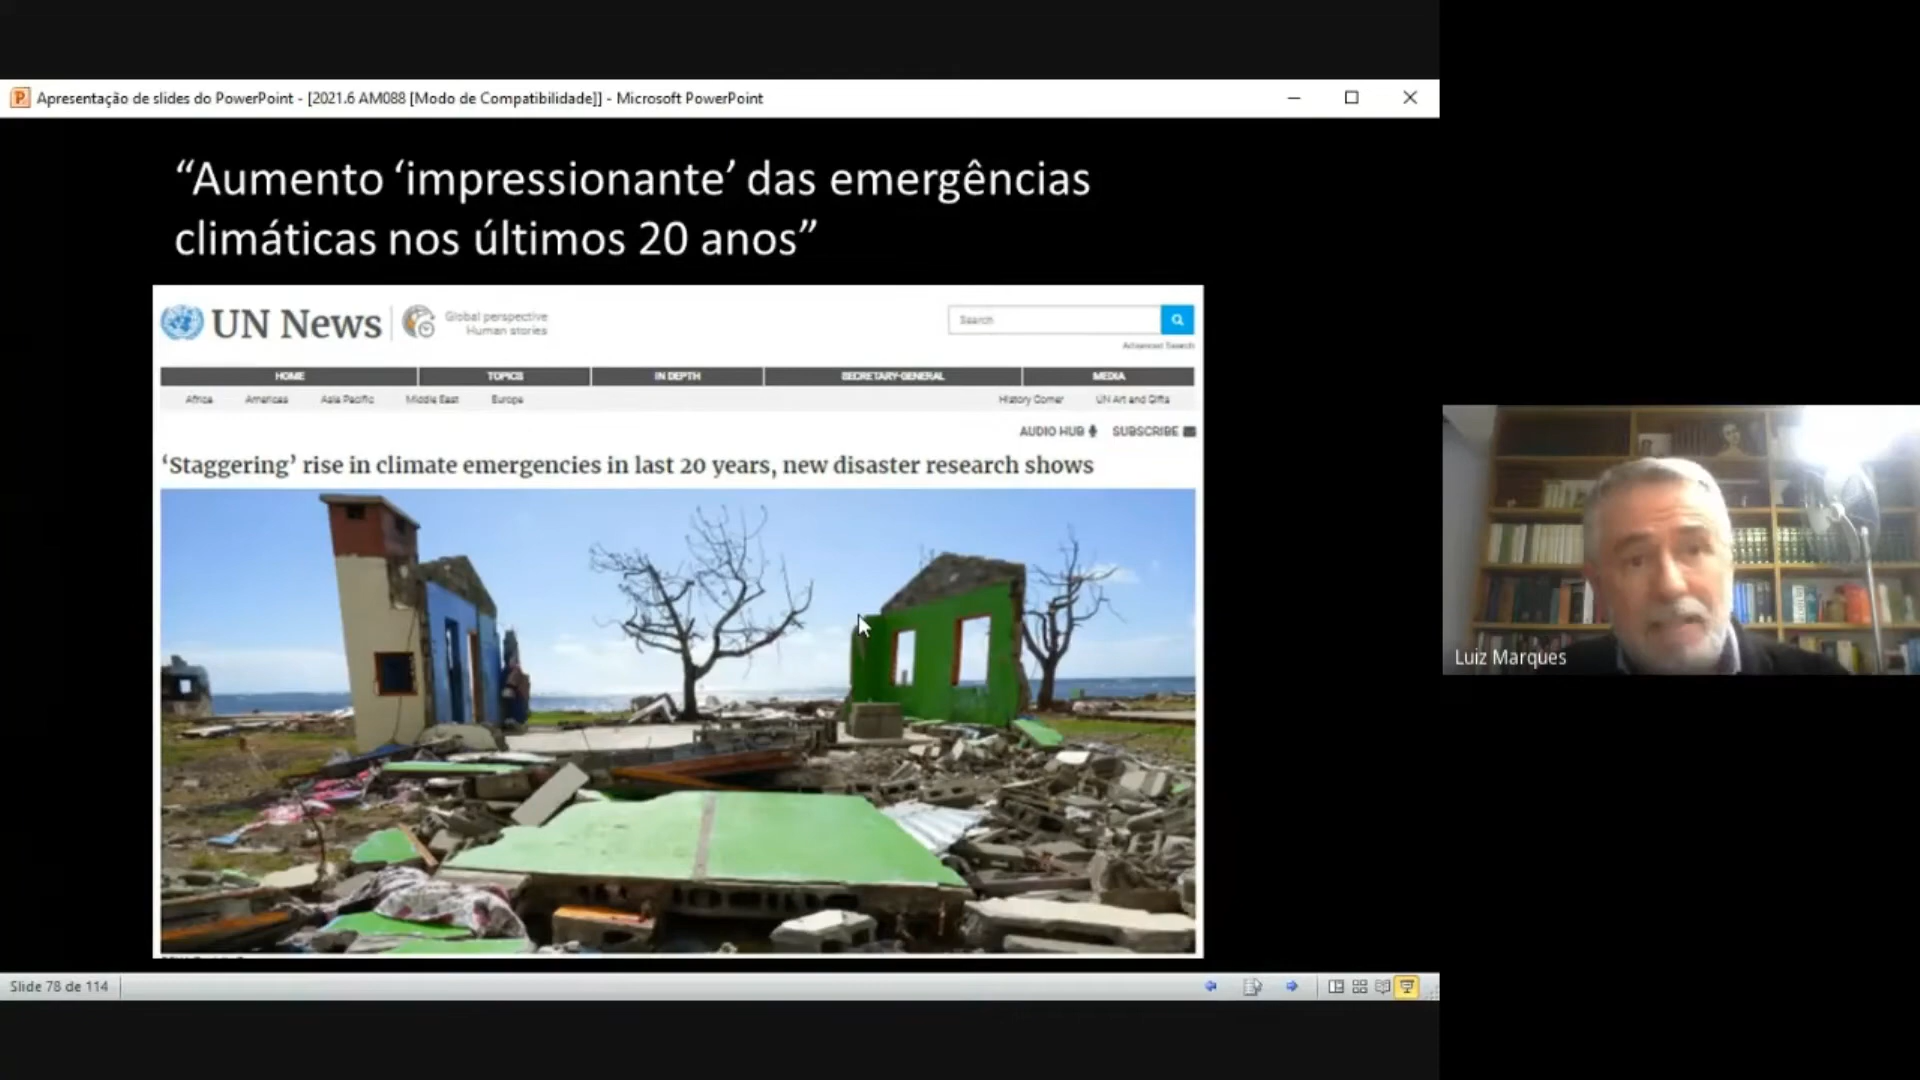 Apresentação de slides do PowerPoint - [2021.6 AM088 [Modo de Compatibilidade]] - Microsoft PowerPoint
“Aumento ‘impressionante’ das emergências
climáticas nos últimos 20 anos”
UN News
Global perspective
Human stories
Search
Advanced Search
HOME TOPICS IN DEPTH SECRETARY-GENERAL MEDIA
Africa Americas Asia Pacific Middle East Europe History Corner UN Art and Gifts
AUDIO HUB SUBSCRIBE
‘Staggering’ rise in climate emergencies in last 20 years, new disaster research shows
Luiz Marques
Slide 78 de 114